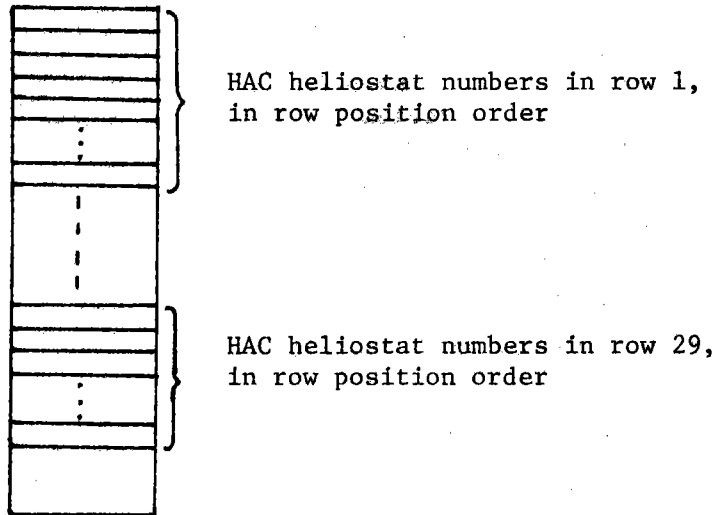 HAC heliostat numbers in row 1,
in row position order
HAC heliostat numbers in row 29,
in row position order